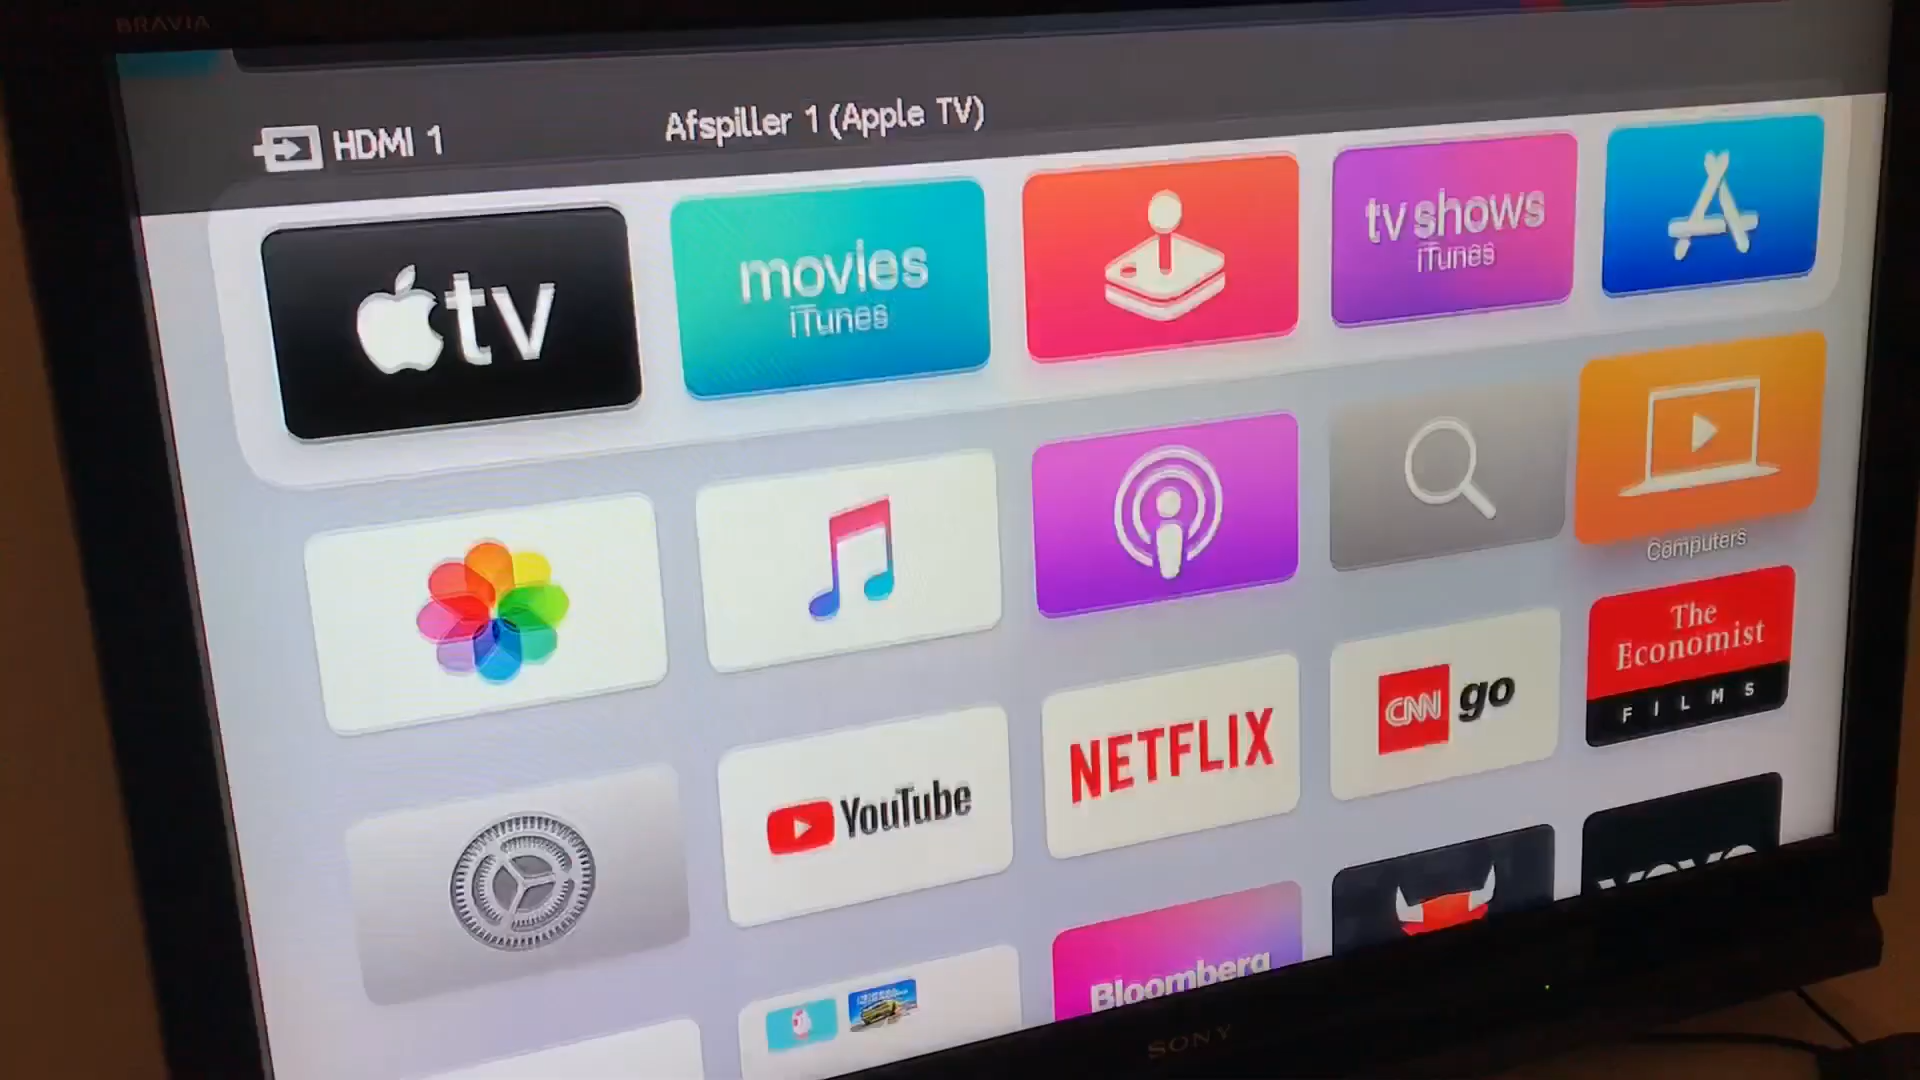 BRAVIA
HDMI 1
Afspiller 1 (Apple TV)
tv
movies
iTunes
tv shows
iTunes
Computers
YouTube
NETFLIX
CNN go
The
Economist
FILMS
Bloomberg
SONY